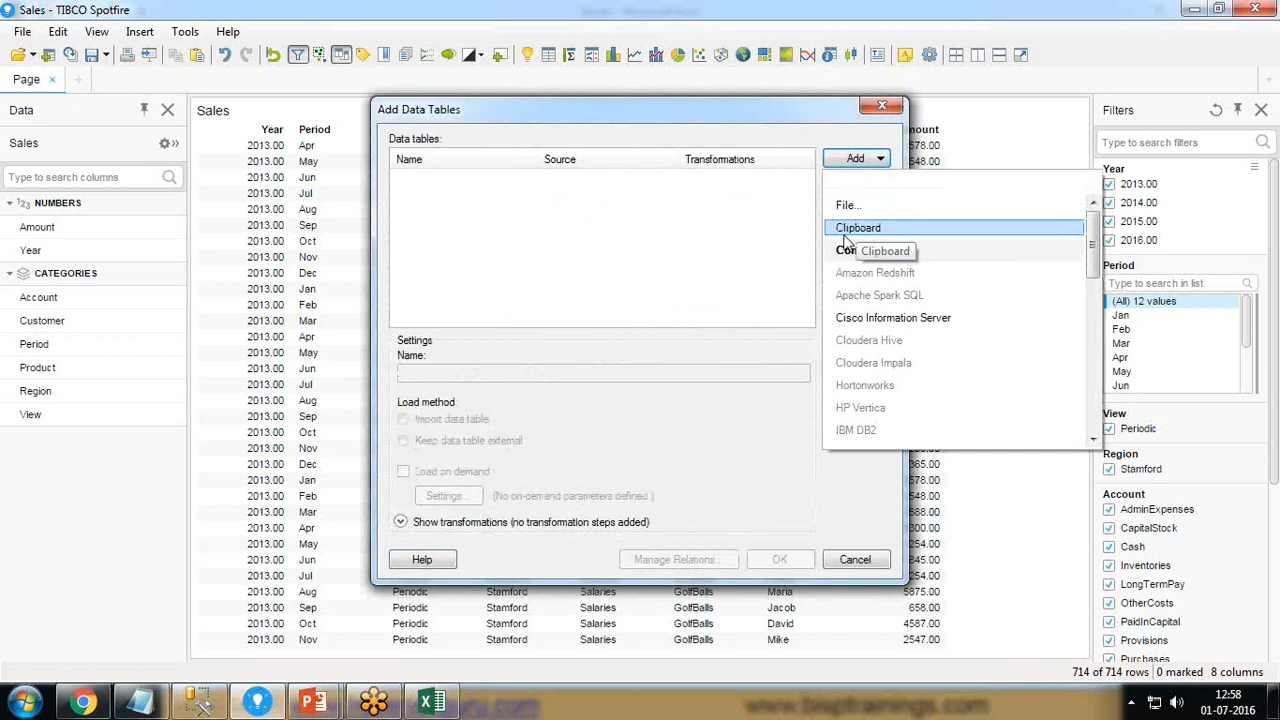 Sales - TIBCO Spotfire
File Edit View Insert Tools Help
Page
Data
Sales
Type to search columns
123 NUMBERS
Amount
Year
CATEGORIES
Account
Customer
Period
Product
Region
View
Sales
Year Period
2013.00 Apr
2013.00 May
2013.00 Jun
2013.00 Jul
2013.00 Aug
2013.00 Sep
2013.00 Oct
2013.00 Nov
2013.00 Dec
2013.00 Jan
2013.00 Feb
2013.00 Mar
2013.00 Apr
2013.00 May
2013.00 Jun
2013.00 Jul
2013.00 Aug
2013.00 Sep
2013.00 Oct
2013.00 Nov
2013.00 Dec
2013.00 Jan
2013.00 Feb
2013.00 Mar
2013.00 Apr
2013.00 May
2013.00 Jun
2013.00 Jul
2013.00 Aug Periodic Stamford Salaries GolfBalls Maria 5875.00
2013.00 Sep Periodic Stamford Salaries GolfBalls Jacob 658.00
2013.00 Oct Periodic Stamford Salaries GolfBalls David 4587.00
2013.00 Nov Periodic Stamford Salaries GolfBalls Mike 2547.00
Add Data Tables
Data tables:
Name Source Transformations
Add
File...
Clipboard
Clipboard
Amazon Redshift
Apache Spark SQL
Cisco Information Server
Cloudera Hive
Cloudera Impala
Hortonworks
HP Vertica
IBM DB2
Settings
Name:
Load method:
Import data table
Keep data table external
Load on demand
Settings... (No on-demand parameters defined.)
Show transformations (no transformation steps added)
Help Manage Relations... OK Cancel
Filters
Type to search filters
Year
2013.00
2014.00
2015.00
2016.00
Period
Type to search in list
(All) 12 values
Jan
Feb
Mar
Apr
May
Jun
View
Periodic
Region
Stamford
Account
AdminExpenses
CapitalStock
Cash
Inventories
LongTermPay
OtherCosts
PaidInCapital
Provisions
Purchases
714 of 714 rows 0 marked 8 columns
www.bisptrainings.com
12:58
01-07-2016